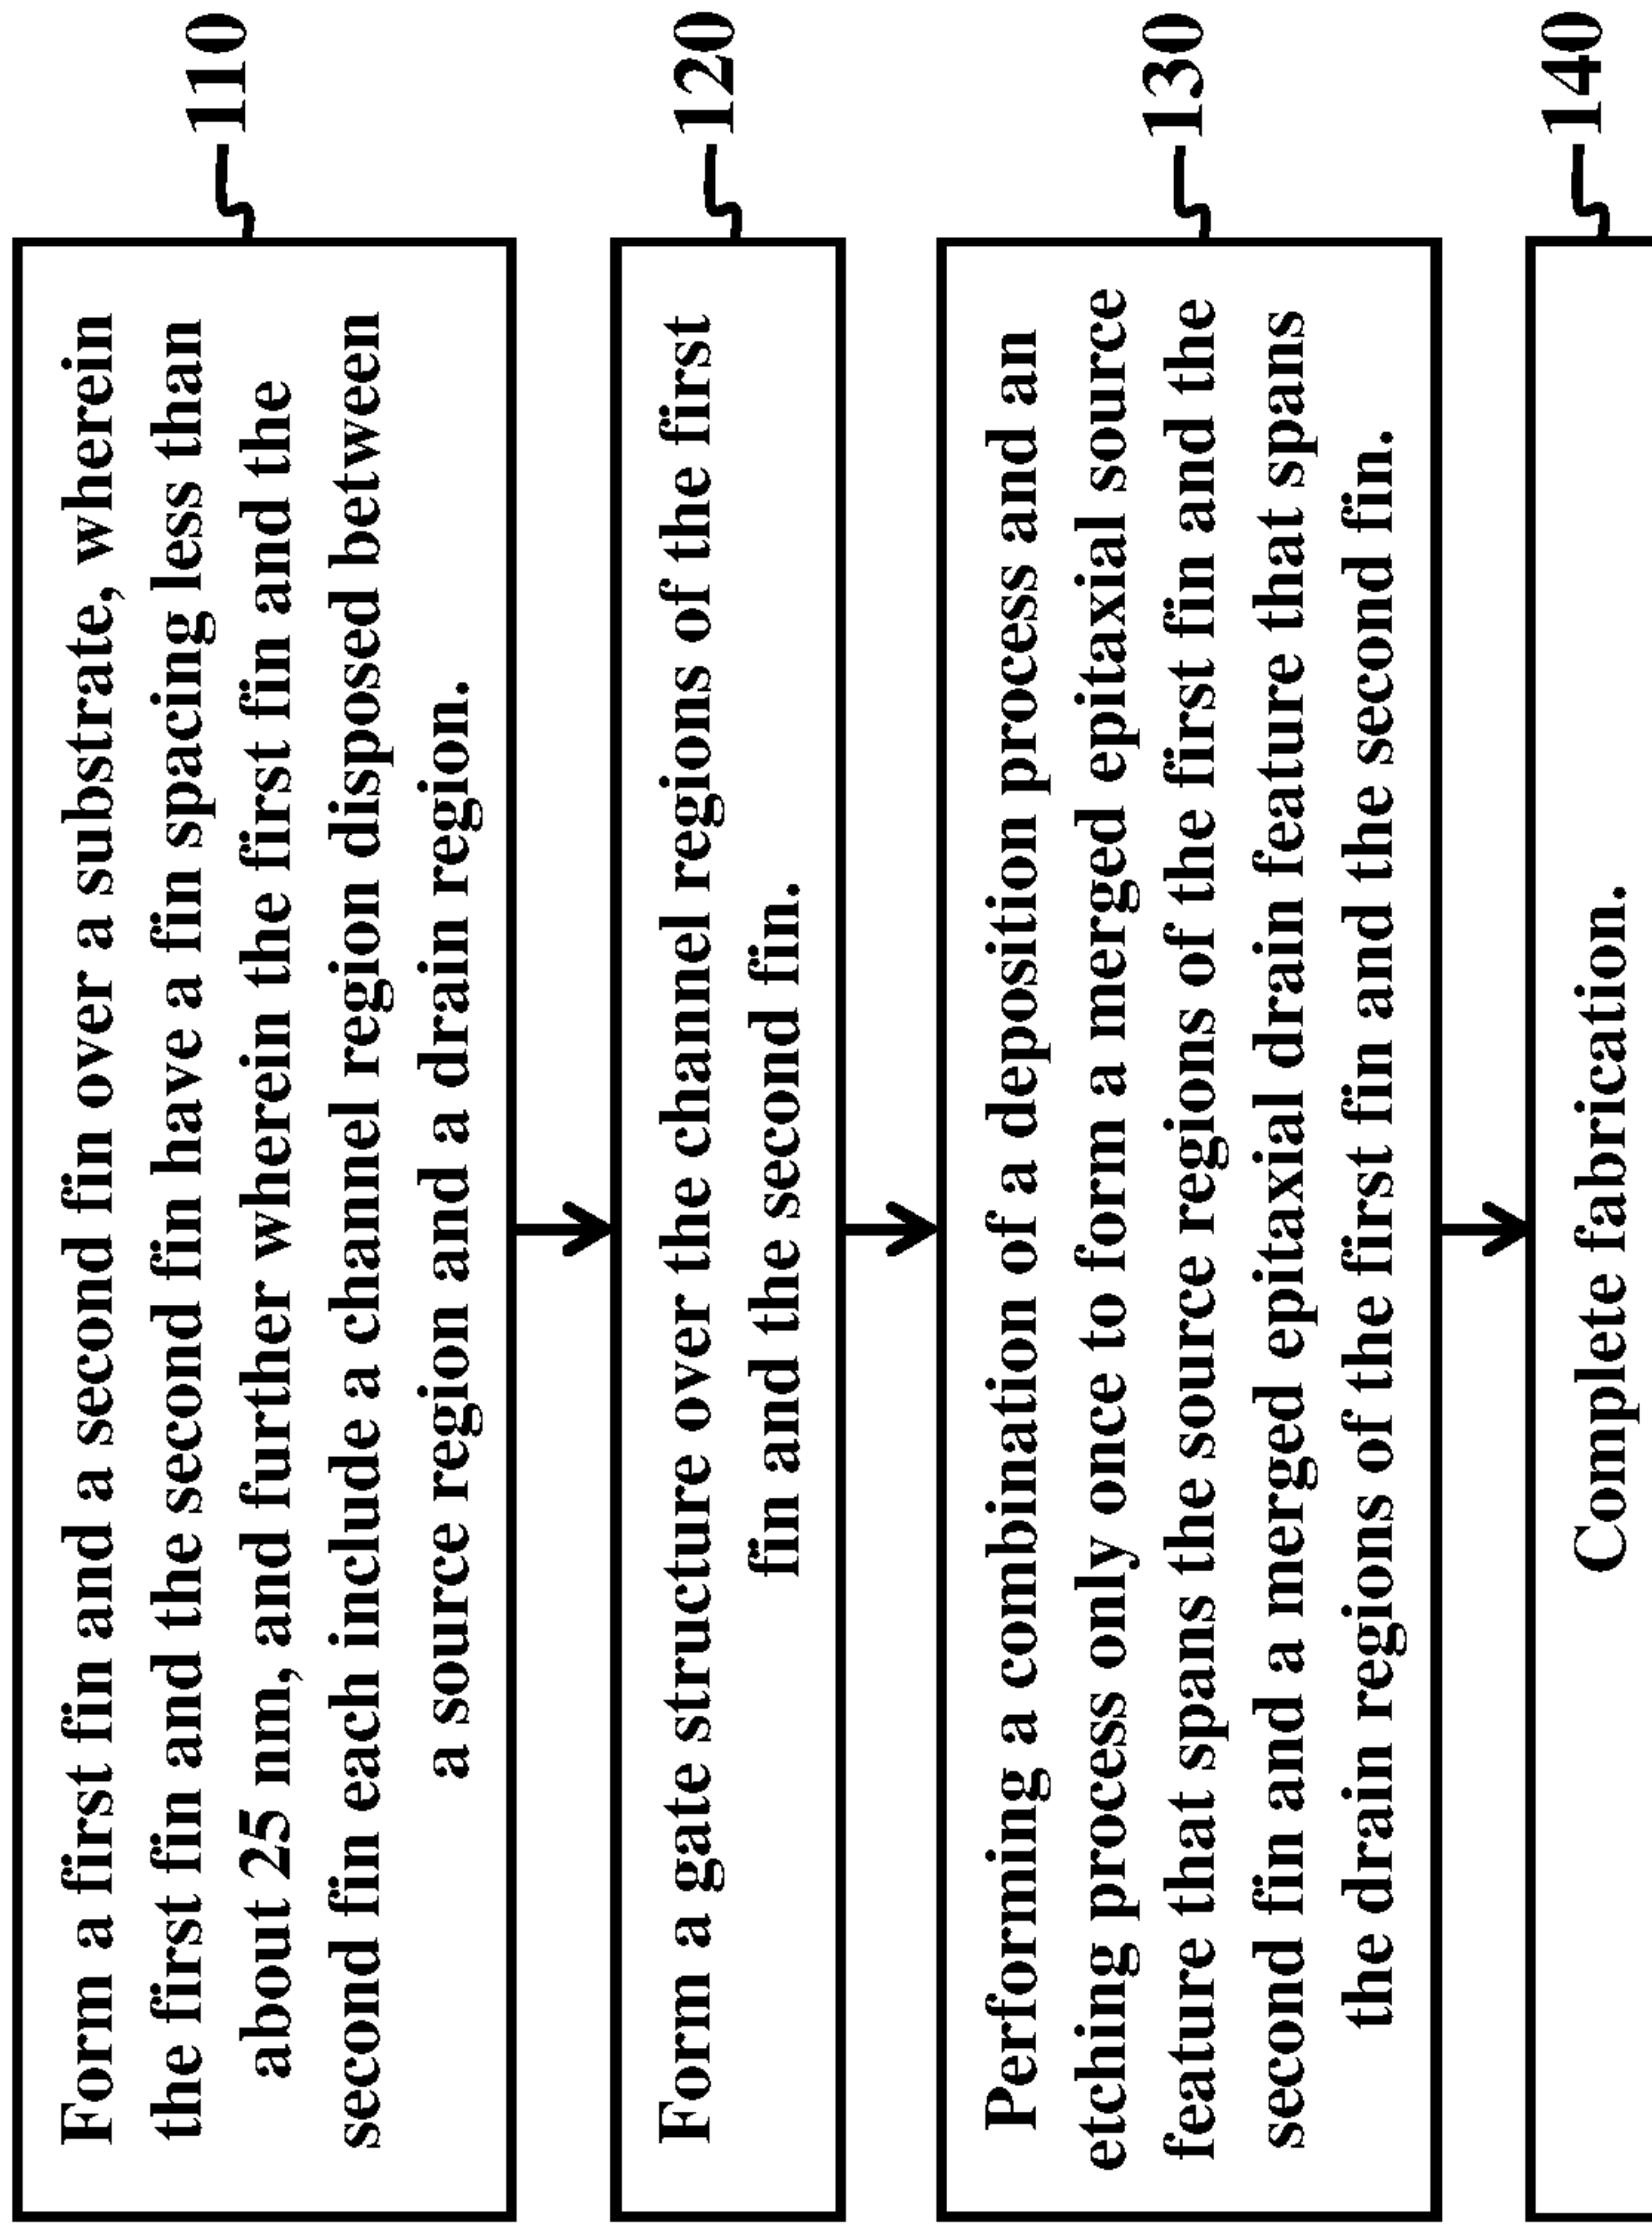 Form a first fin and a second fin over a substrate, wherein
the first fin and the second fin have a fin spacing less than
about 25 nm, and further wherein the first fin and the
second fin each include a channel region disposed between
a source region and a drain region.
110
Form a gate structure over the channel regions of the first
fin and the second fin.
120
Performing a combination of a deposition process and an
etching process only once to form a merged epitaxial source
feature that spans the source regions of the first fin and the
second fin and a merged epitaxial drain feature that spans
the drain regions of the first fin and the second fin.
130
Complete fabrication.
140